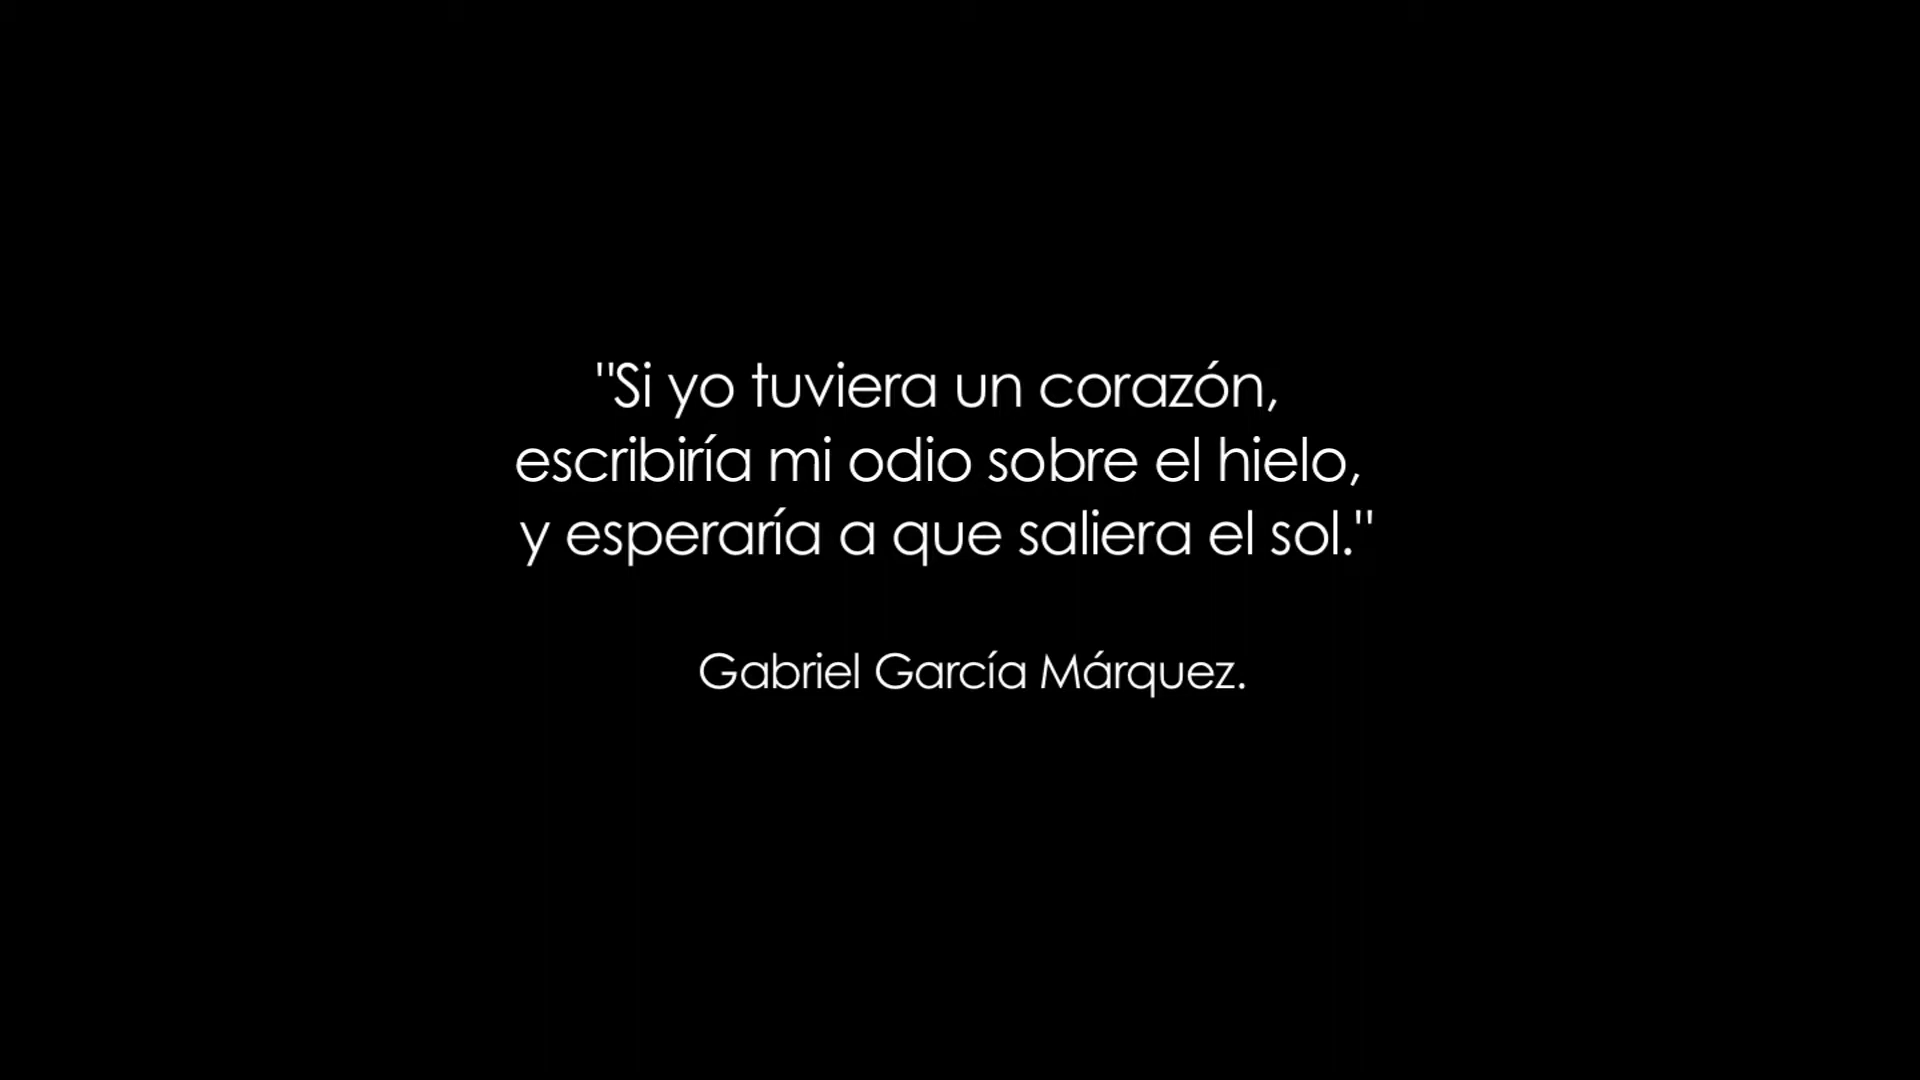 "Si yo tuviera un corazón,
escribiría mi odio sobre el hielo,
y esperaría a que saliera el sol."
Gabriel García Márquez.